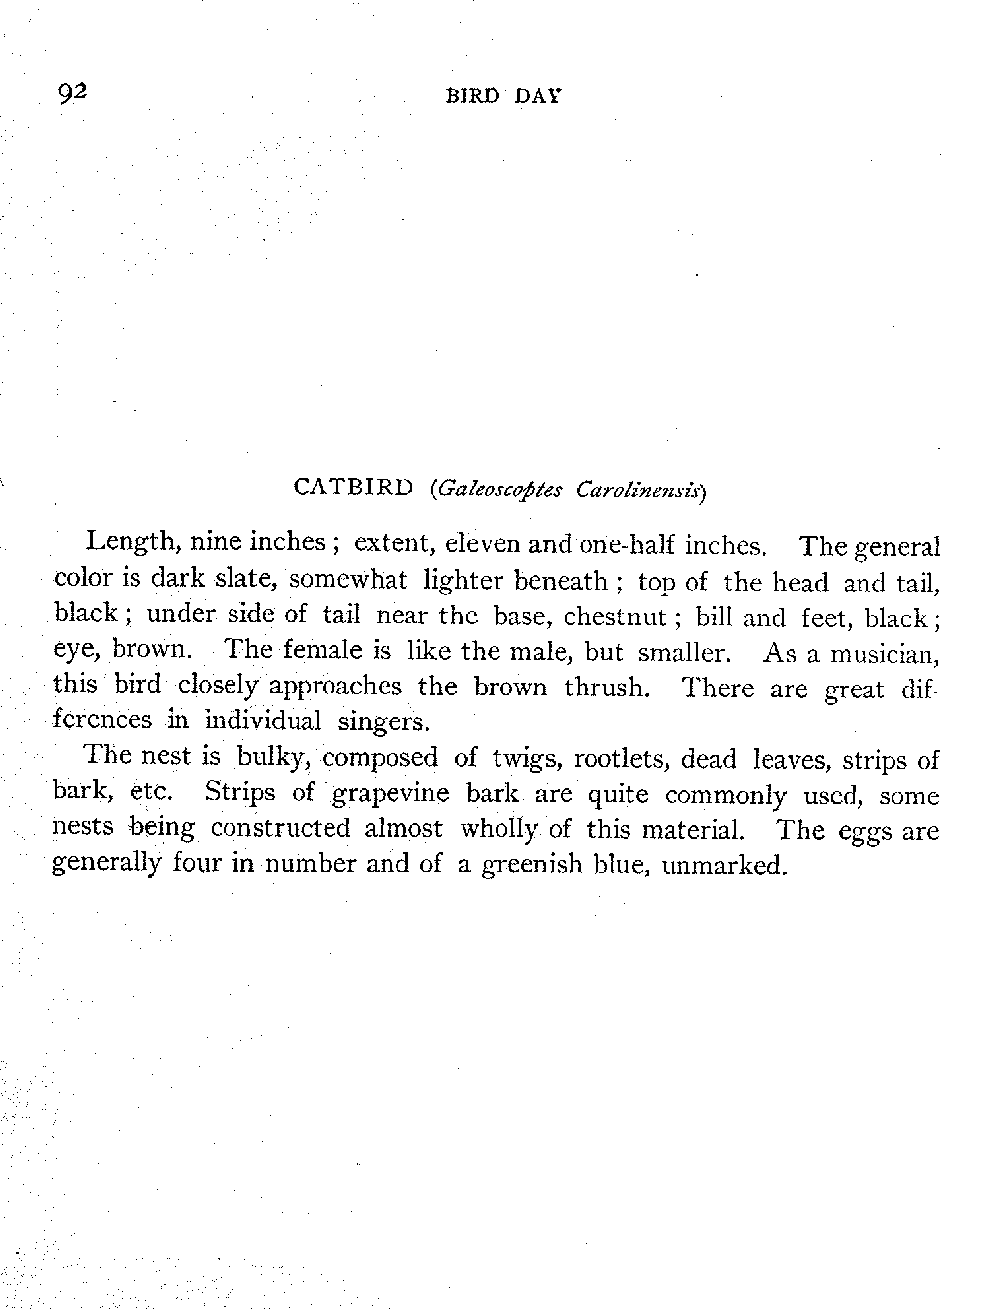 92 BIRD DAY
CATBIRD (Galeoscoptes Carolinensis)
Length, nine inches; extent, eleven and one-half inches. The general
color is dark slate, somewhat lighter beneath; top of the head and tail,
black; under side of tail near the base, chestnut; bill and feet, black;
eye, brown. The female is like the male, but smaller. As a musician,
this bird closely approaches the brown thrush. There are great dif-
ferences in individual singers.
The nest is bulky, composed of twigs, rootlets, dead leaves, strips of
bark, etc. Strips of grapevine bark are quite commonly used, some
nests being constructed almost wholly of this material. The eggs are
generally four in number and of a greenish blue, unmarked.